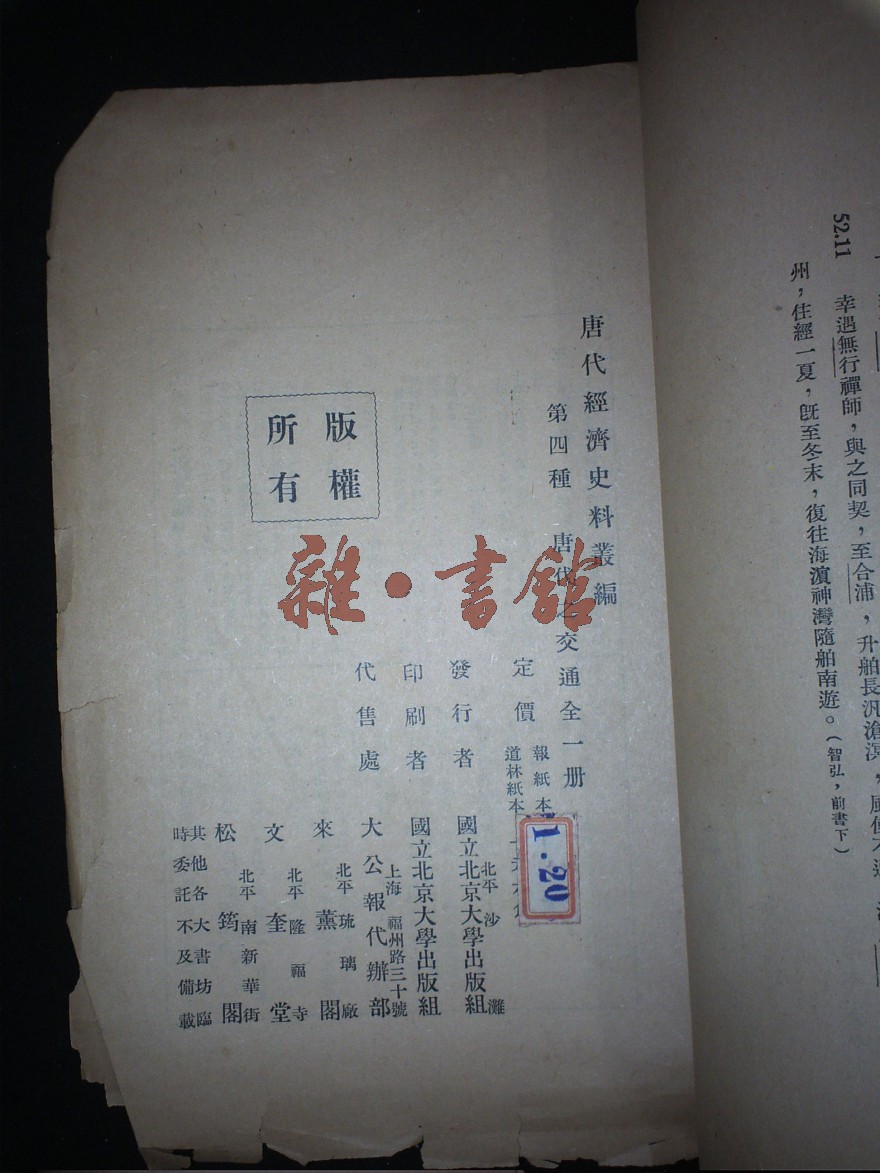 52.11 幸遇無行禪師，與之同契，至合浦，升舶長汎滄溟，風便不
州，住經一夏，旣至冬末，復往海濵神灣隨舶南遊。（智弘，前書下）
唐代經濟史料叢編
第四種 唐代之交通全一册
定價 報紙本
道林紙本
1.20
發行者 北平沙灘
國立北京大學出版組
印刷者 國立北京大學出版組
代售處 上海福州路三十號
大公報代辦部
北平琉璃廠
來薰閣
北平隆福寺
文奎堂
北平南新華街
松筠閣
其他各大書坊臨
時委託不及備載
版權
所有
雜·書館